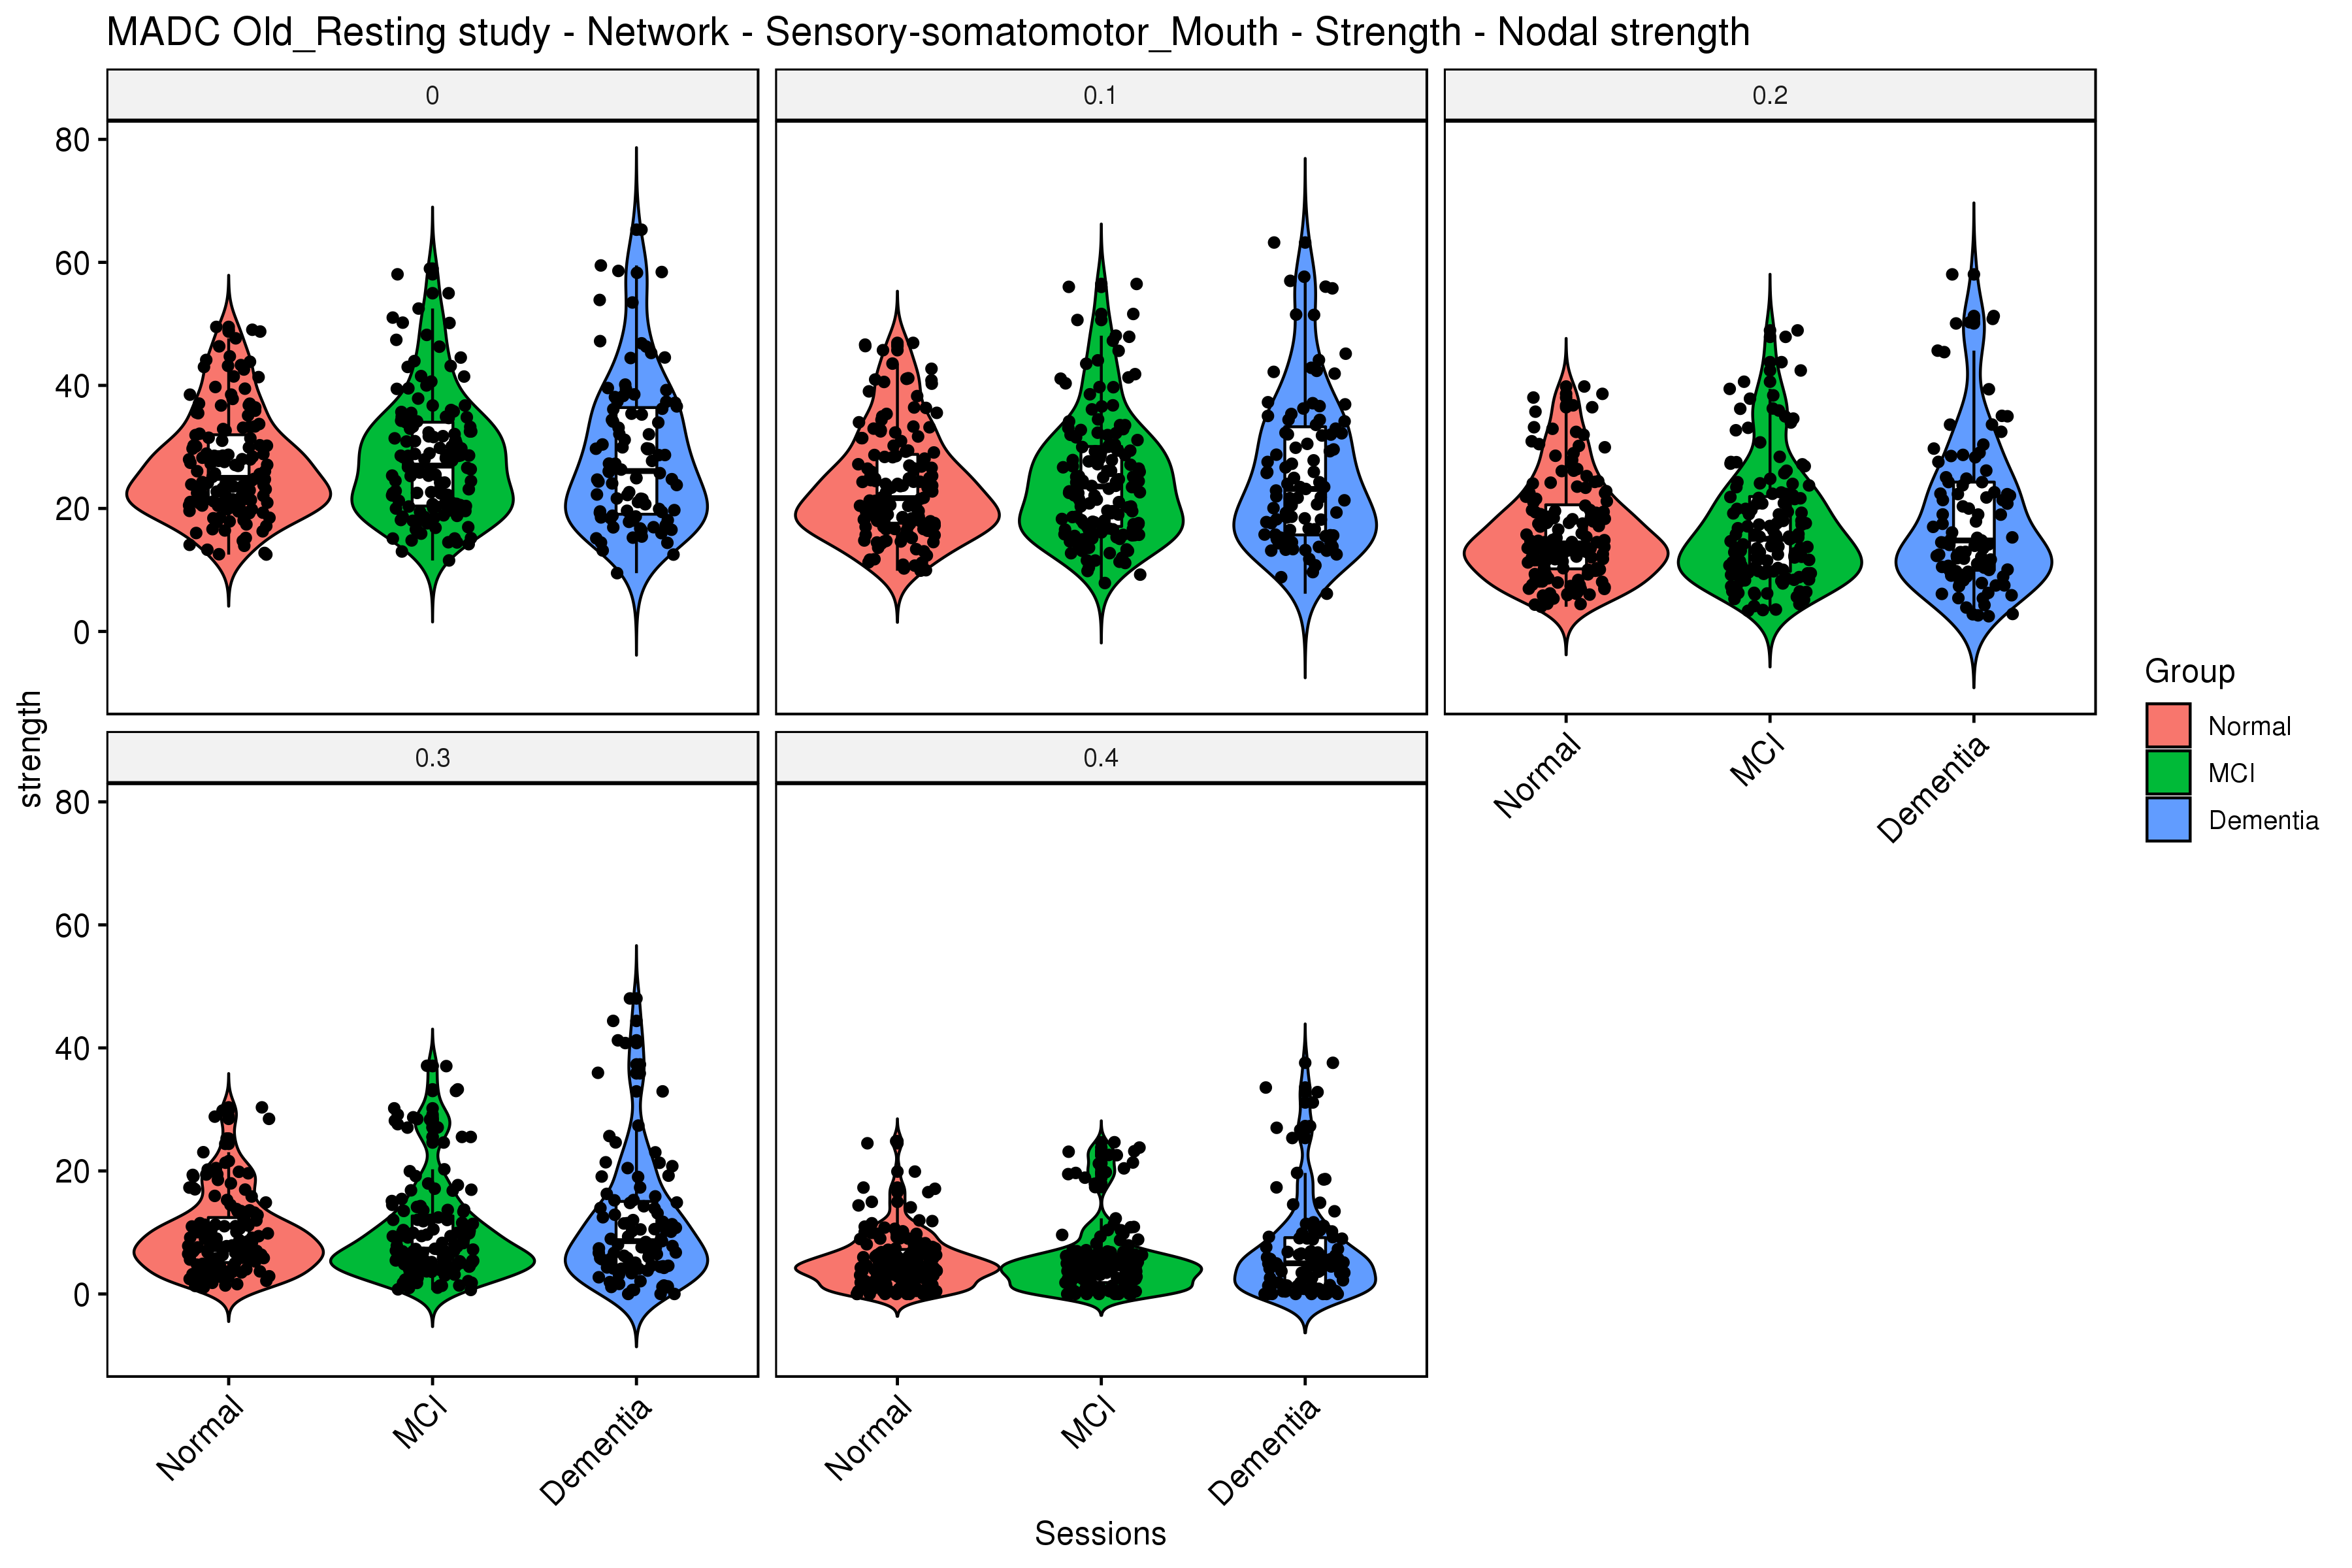 MADC Old_Resting study - Network - Sensory-somatomotor_Mouth - Strength - Nodal strength
0
0.1
0.2
80
60
40
20
0
Normal
MCI
Dementia
strength
Group
Normal
MCI
Dementia
0.3
0.4
80
60
40
20
0
Normal
MCI
Dementia
Normal
MCI
Dementia
Sessions